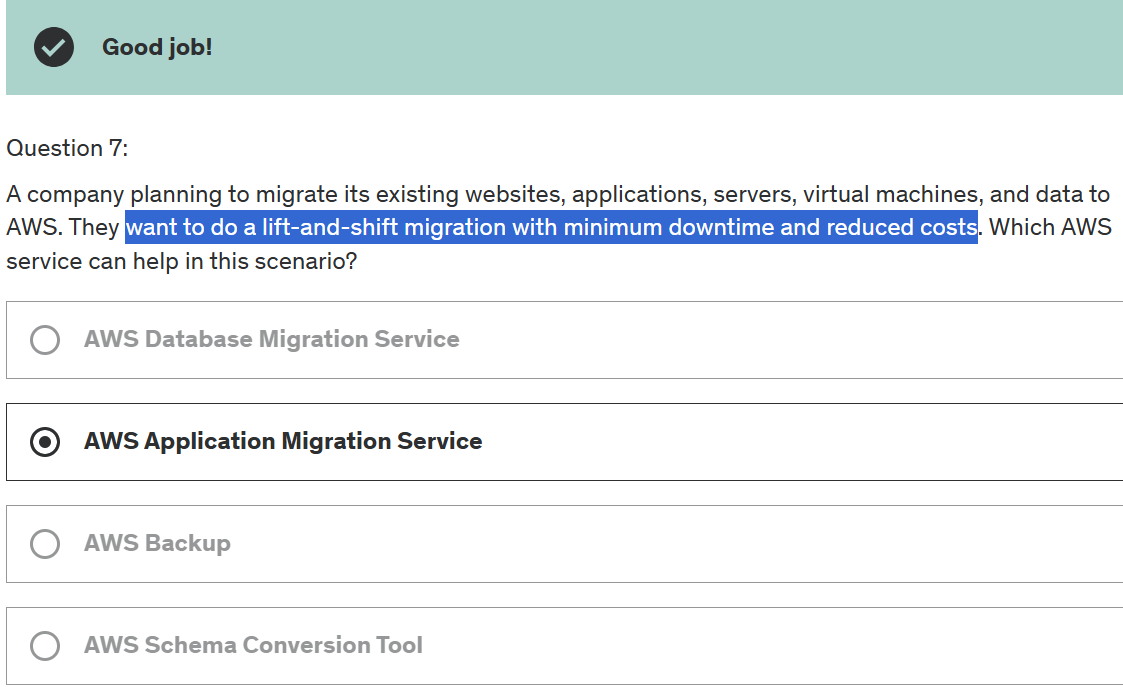 Good job!
Question 7:
A company planning to migrate its existing websites, applications, servers, virtual machines, and data to
AWS. They want to do a lift-and-shift migration with minimum downtime and reduced costs. Which AWS
service can help in this scenario?
AWS Database Migration Service
AWS Application Migration Service
AWS Backup
AWS Schema Conversion Tool